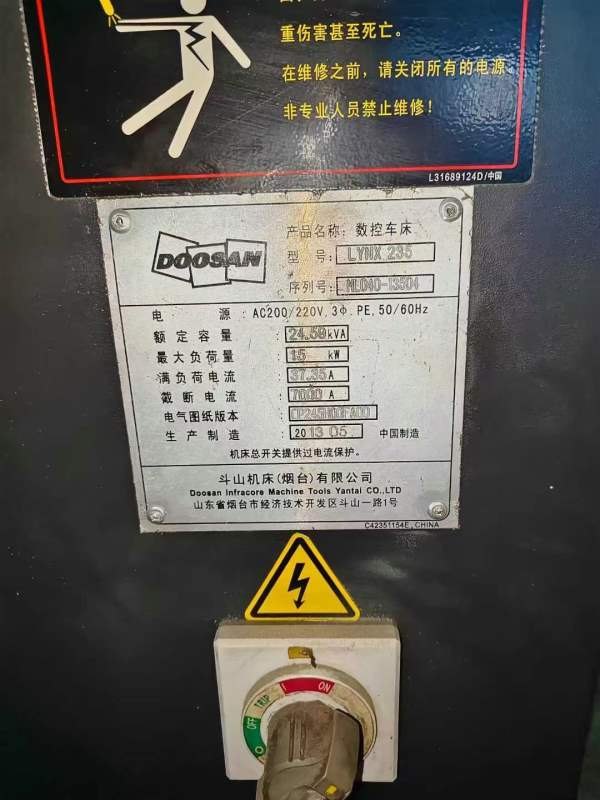 重伤害甚至死亡。
在维修之前，请关闭所有的电源
非专业人员禁止维修！
L31689124D/中国
DOOSAN
产品名称：数控车床
型 号：LYNX 235
序列号：ML040-13504
电 源：AC200/220V, 3Φ, PE, 50/60Hz
额定容量 24.59kVA
最大负荷量 15 kW
满负荷电流 37.35A
截断电流 7000 A
电气图纸版本
生产制造 2013 05 中国制造
机床总开关提供过电流保护。
斗山机床(烟台)有限公司
Doosan Infracore Machine Tools Yantai CO.,LTD
山东省烟台市经济技术开发区斗山一路1号
C42351154E, CHINA
I ON
TRIP
OFF
O